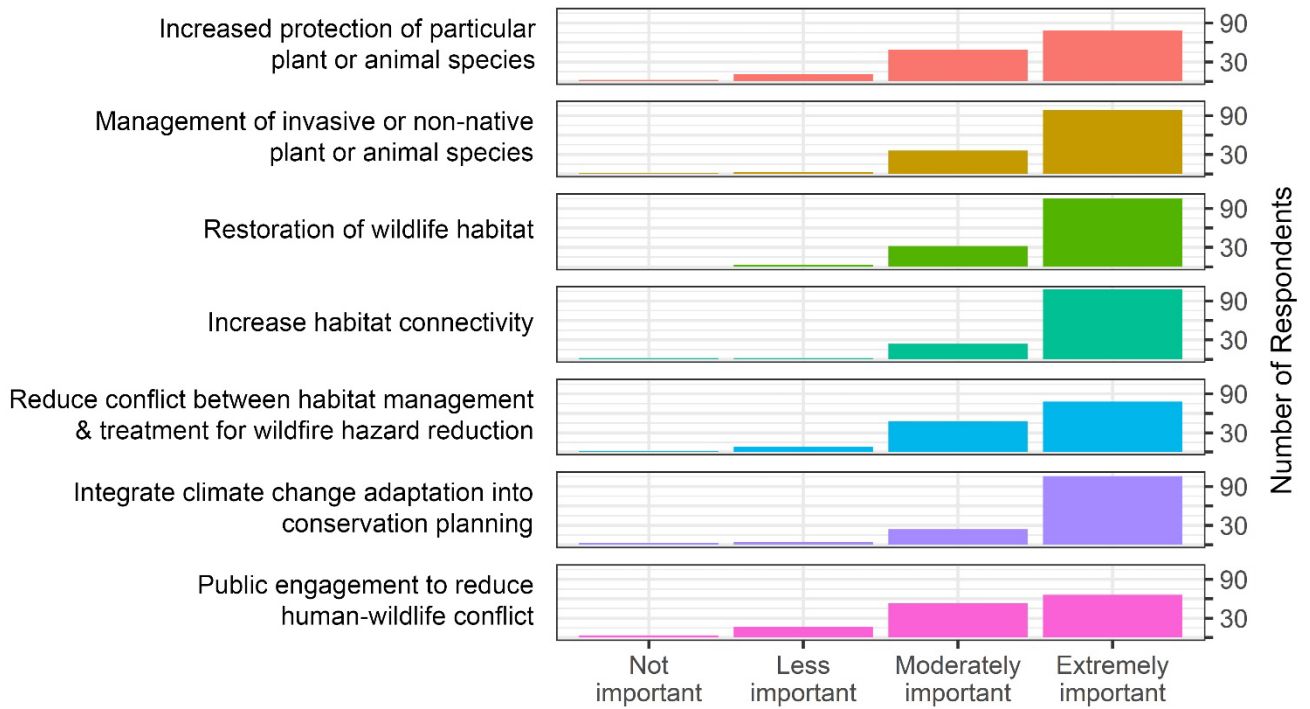 Increased protection of particular
plant or animal species
90
30
Management of invasive or non-native
plant or animal species
90
30
Restoration of wildlife habitat
90
30
Increase habitat connectivity
90
30
Reduce conflict between habitat management
& treatment for wildfire hazard reduction
90
30
Integrate climate change adaptation into
conservation planning
90
30
Public engagement to reduce
human-wildlife conflict
90
30
Number of Respondents
Not
important
Less
important
Moderately
important
Extremely
important